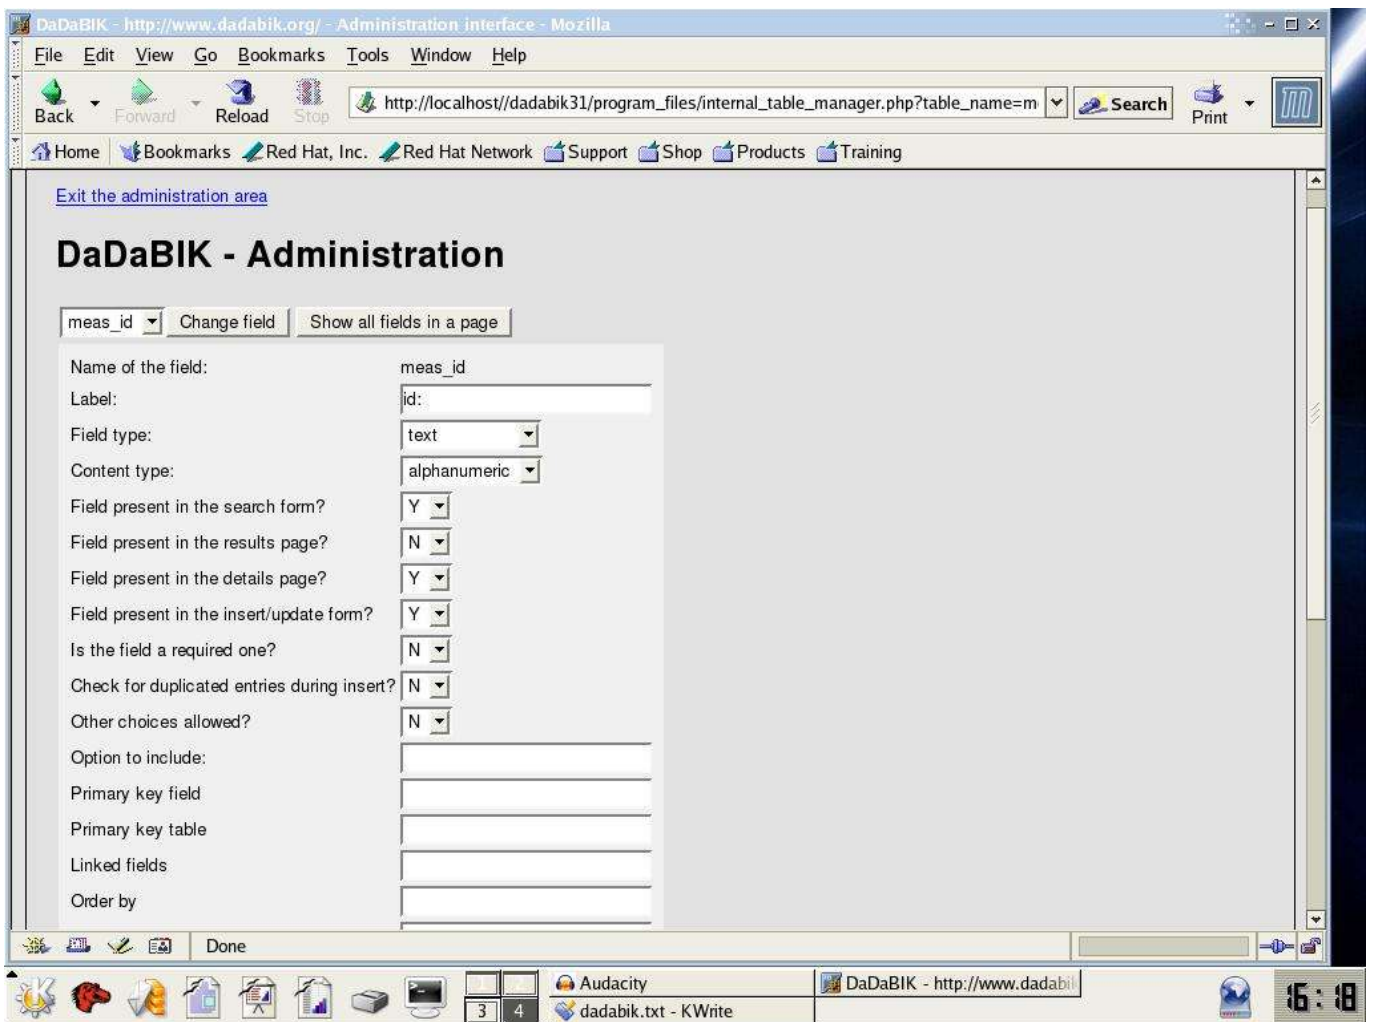 DaDaBIK - http://www.dadabik.org/ - Administration interface - Mozilla
File Edit View Go Bookmarks Tools Window Help
Back Forward Reload Stop http://localhost//dadabik31/program_files/internal_table_manager.php?table_name=m Search Print
Home Bookmarks Red Hat, Inc. Red Hat Network Support Shop Products Training
Exit the administration area
DaDaBIK - Administration
meas_id Change field Show all fields in a page
Name of the field: meas_id
Label: id:
Field type: text
Content type: alphanumeric
Field present in the search form? Y
Field present in the results page? N
Field present in the details page? Y
Field present in the insert/update form? Y
Is the field a required one? N
Check for duplicated entries during insert? N
Other choices allowed? N
Option to include:
Primary key field
Primary key table
Linked fields
Order by
Done
1 2 Audacity DaDaBIK - http://www.dadabi
3 4 dadabik.txt - KWrite
16:18